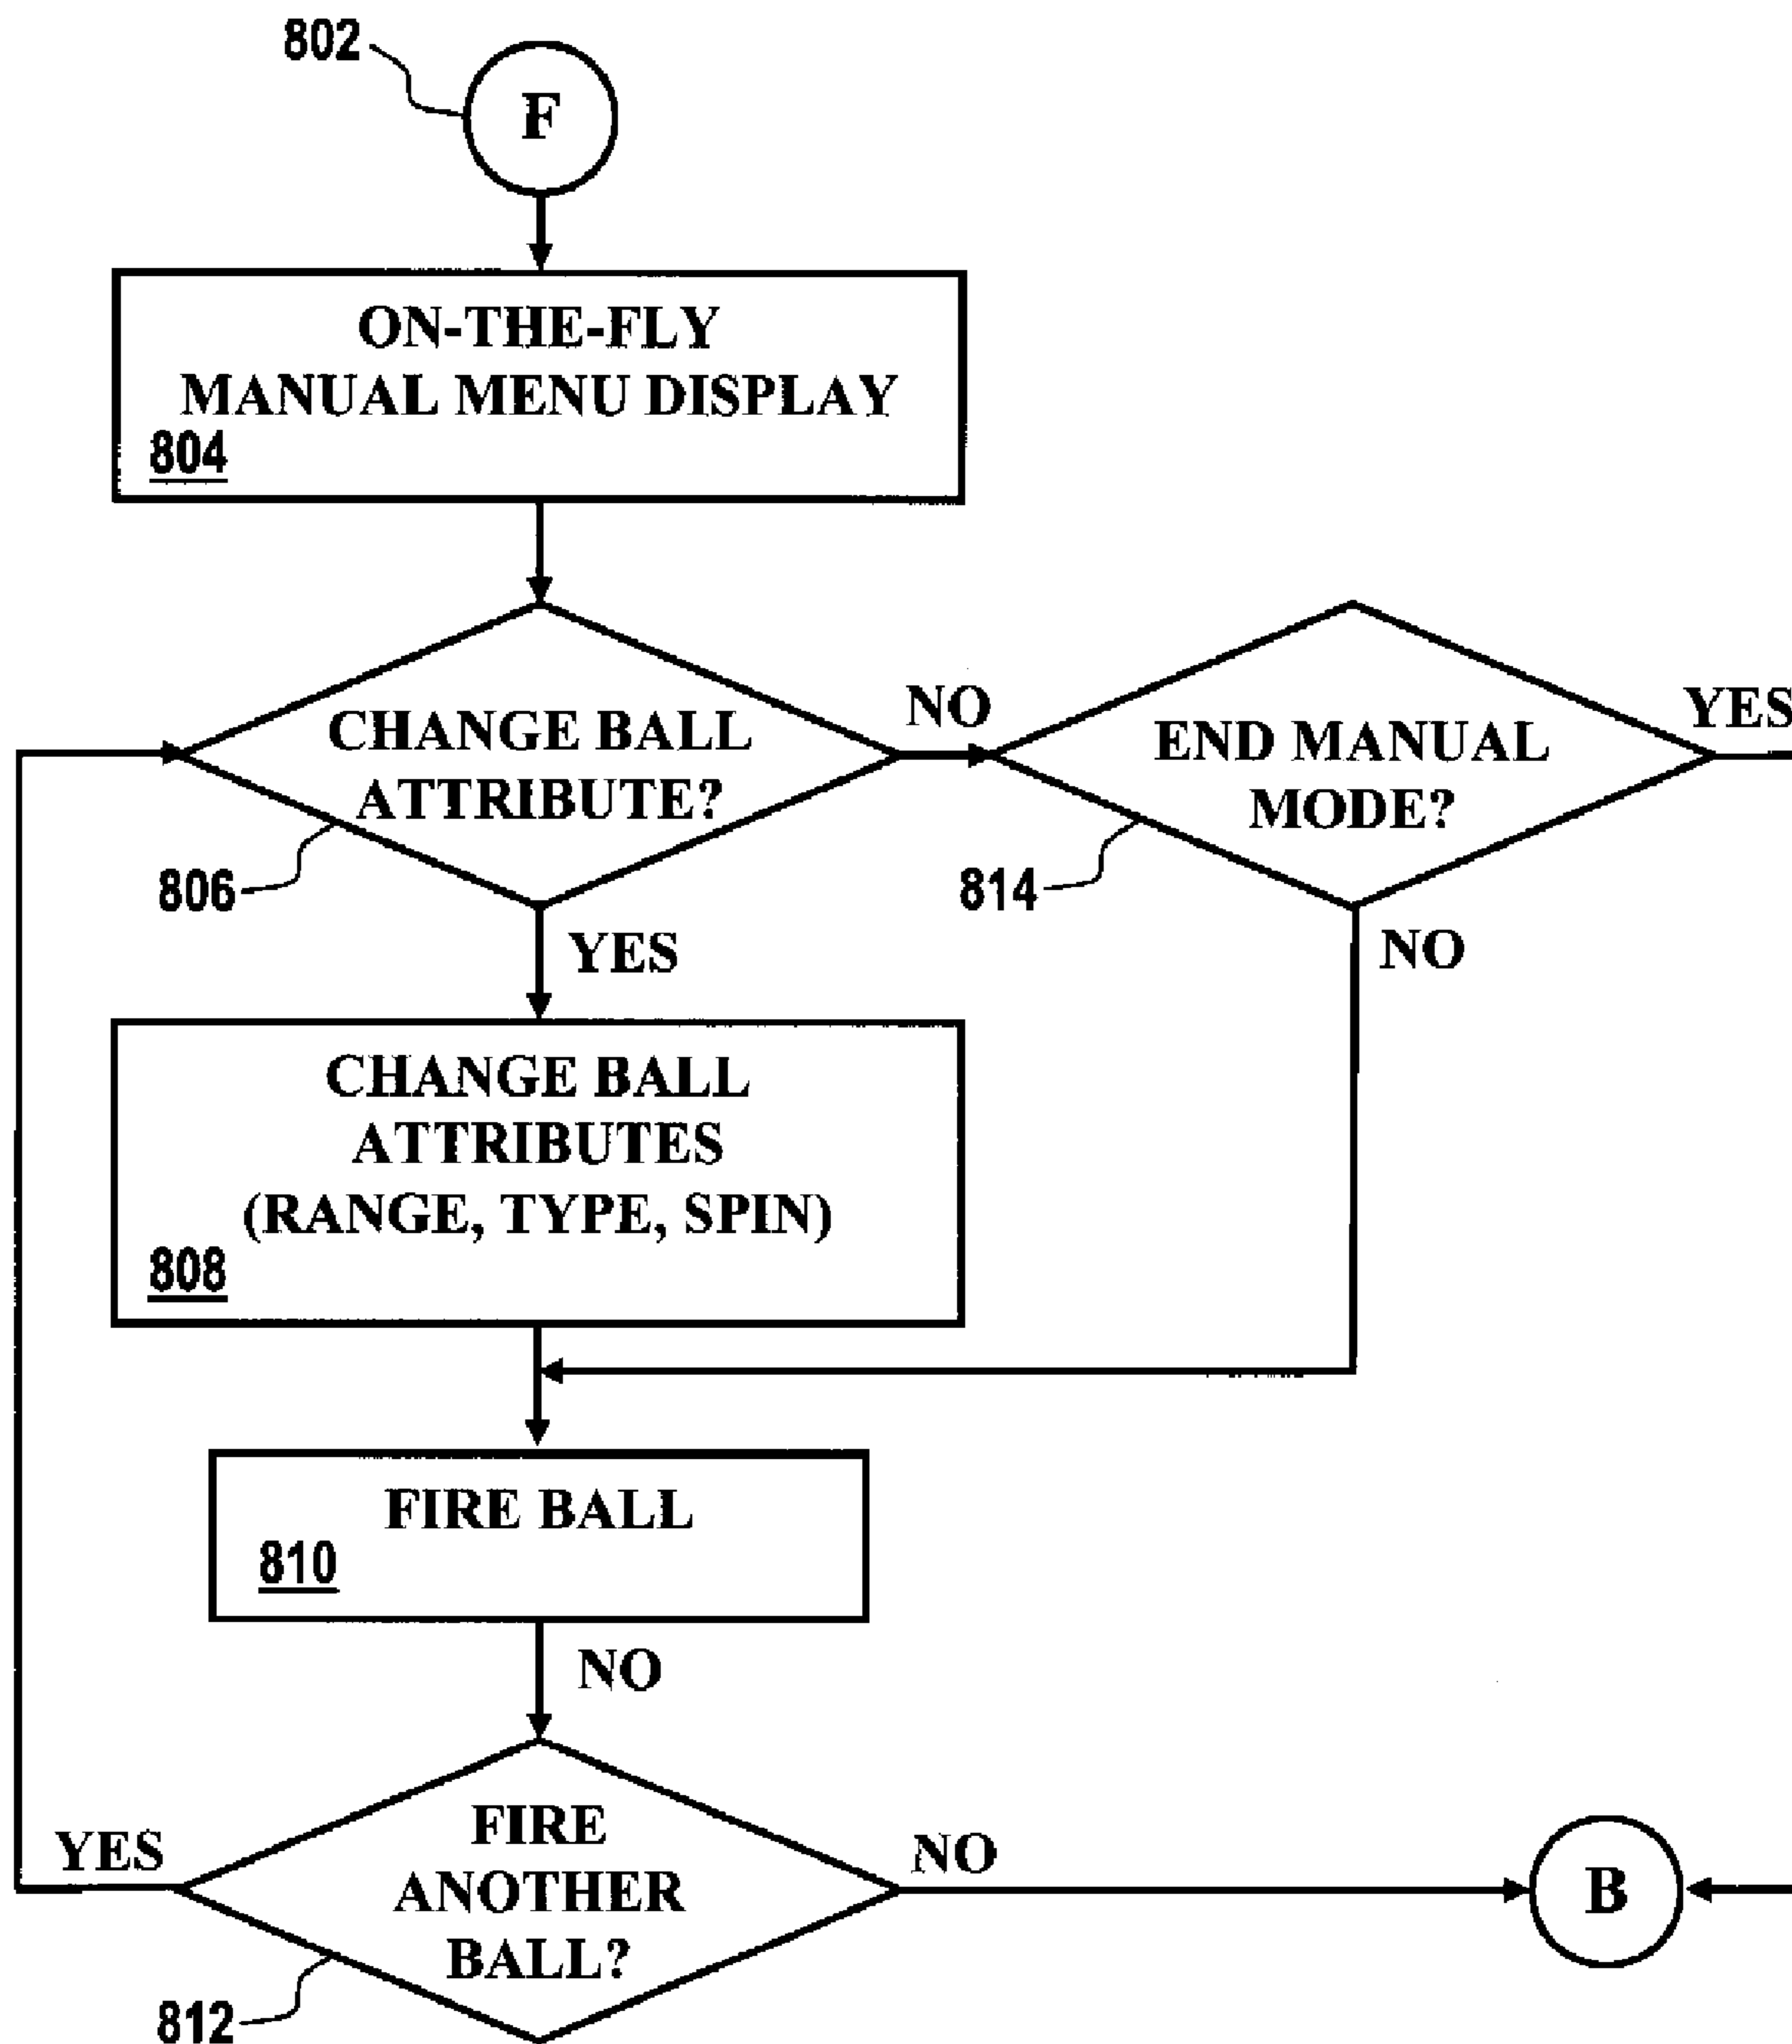 802
F
ON-THE-FLY
MANUAL MENU DISPLAY
804
CHANGE BALL
ATTRIBUTE?
806
NO
END MANUAL
MODE?
814
YES
YES
NO
CHANGE BALL
ATTRIBUTES
(RANGE, TYPE, SPIN)
808
FIRE BALL
810
NO
FIRE
ANOTHER
BALL?
812
YES
NO
B